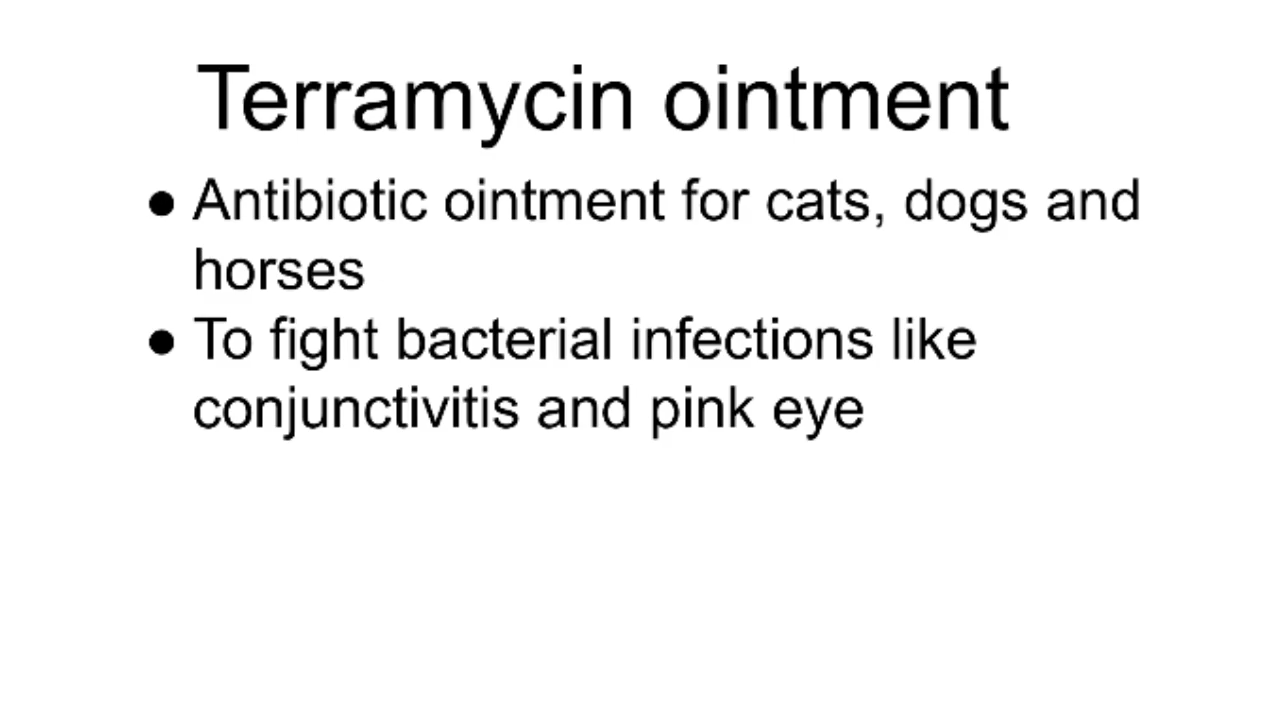 Terramycin ointment
● Antibiotic ointment for cats, dogs and
horses
● To fight bacterial infections like
conjunctivitis and pink eye